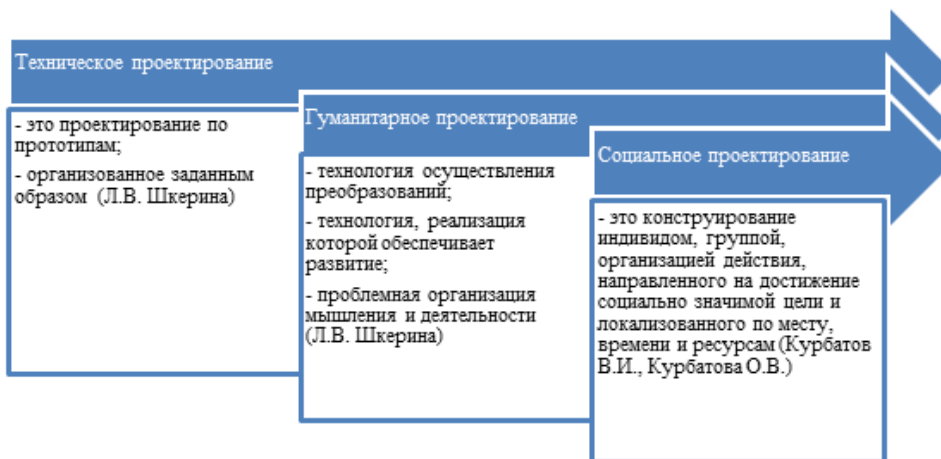 Техническое проектирование
- это проектирование по
прототипам;
- организованное заданным
образом (Л.В. Шкерина)
Гуманитарное проектирование
- технология осуществления
преобразований;
- технология, реализация
которой обеспечивает
развитие;
- проблемная организация
мышления и деятельности
(Л.В. Шкерина)
Социальное проектирование
- это конструирование
индивидом, группой,
организацией действия,
направленного на достижение
социально значимой цели и
локализованного по месту,
времени и ресурсам (Курбатов
В.И., Курбатова О.В.)